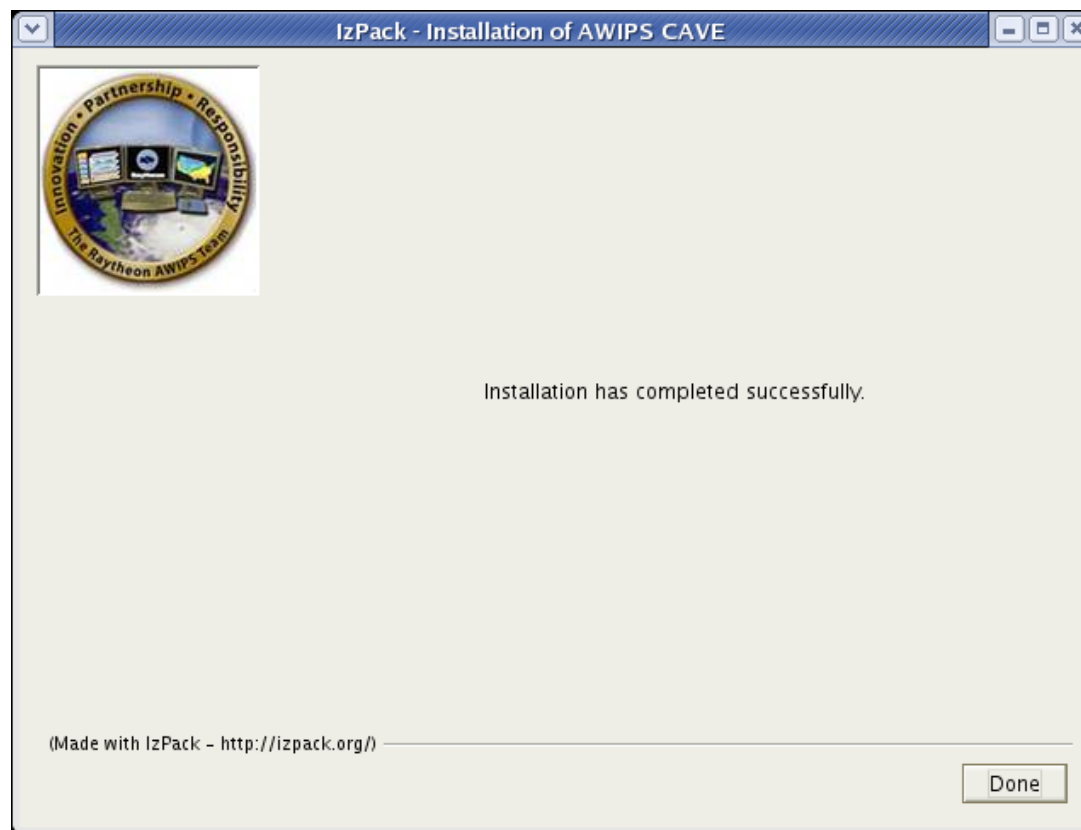 IzPack - Installation of AWIPS CAVE
Innovation • Partnership • Responsibility
The Raytheon AWIPS Team
Installation has completed successfully.
(Made with IzPack - http://izpack.org/)
Done